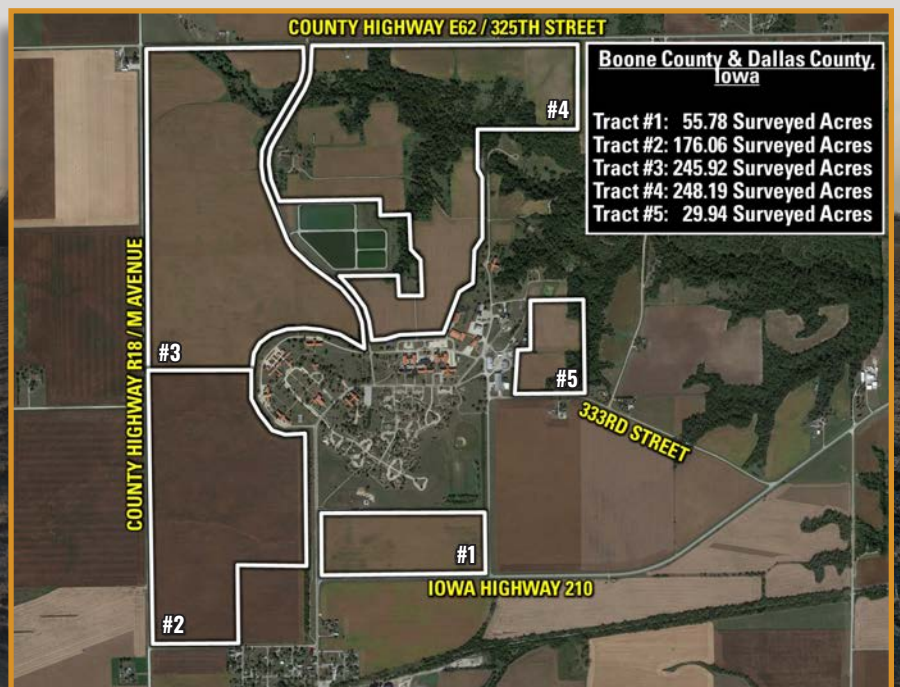 COUNTY HIGHWAY E62 / 325TH STREET
Boone County & Dallas County,
Iowa
Tract #1: 55.78 Surveyed Acres
Tract #2: 176.06 Surveyed Acres
Tract #3: 245.92 Surveyed Acres
Tract #4: 248.19 Surveyed Acres
Tract #5: 29.94 Surveyed Acres
#4
COUNTY HIGHWAY R18 / M AVENUE
#3
#5
333RD STREET
#1
IOWA HIGHWAY 210
#2